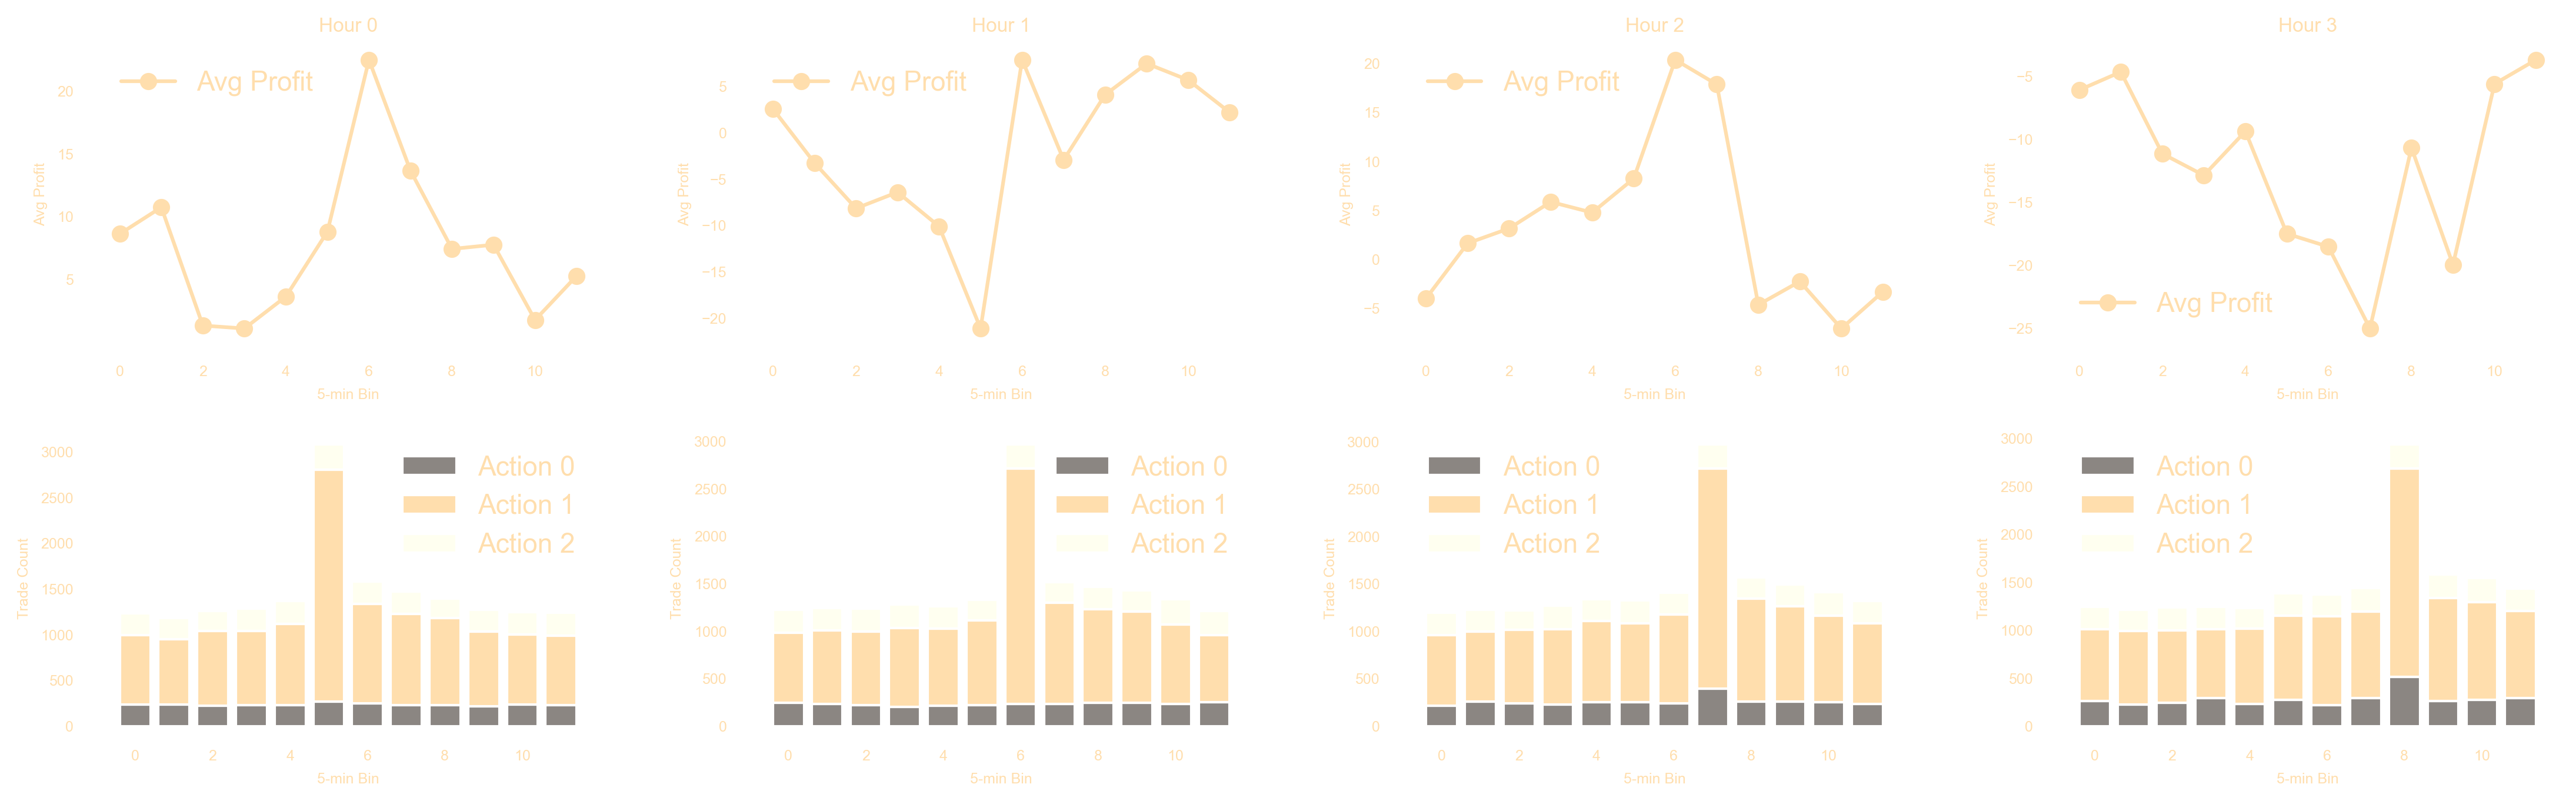 Hour 0
Avg Profit
Avg Profit
20
15
10
5
0 2 4 6 8 10
5-min Bin
Hour 1
Avg Profit
Avg Profit
5
0
−5
−10
−15
−20
0 2 4 6 8 10
5-min Bin
Hour 2
Avg Profit
Avg Profit
20
15
10
5
0
−5
0 2 4 6 8 10
5-min Bin
Hour 3
Avg Profit
Avg Profit
−5
−10
−15
−20
−25
0 2 4 6 8 10
5-min Bin
Trade Count
3000
2500
2000
1500
1000
500
0
Action 0
Action 1
Action 2
0 2 4 6 8 10
5-min Bin
Trade Count
3000
2500
2000
1500
1000
500
0
Action 0
Action 1
Action 2
0 2 4 6 8 10
5-min Bin
Trade Count
3000
2500
2000
1500
1000
500
0
Action 0
Action 1
Action 2
0 2 4 6 8 10
5-min Bin
Trade Count
3000
2500
2000
1500
1000
500
0
Action 0
Action 1
Action 2
0 2 4 6 8 10
5-min Bin